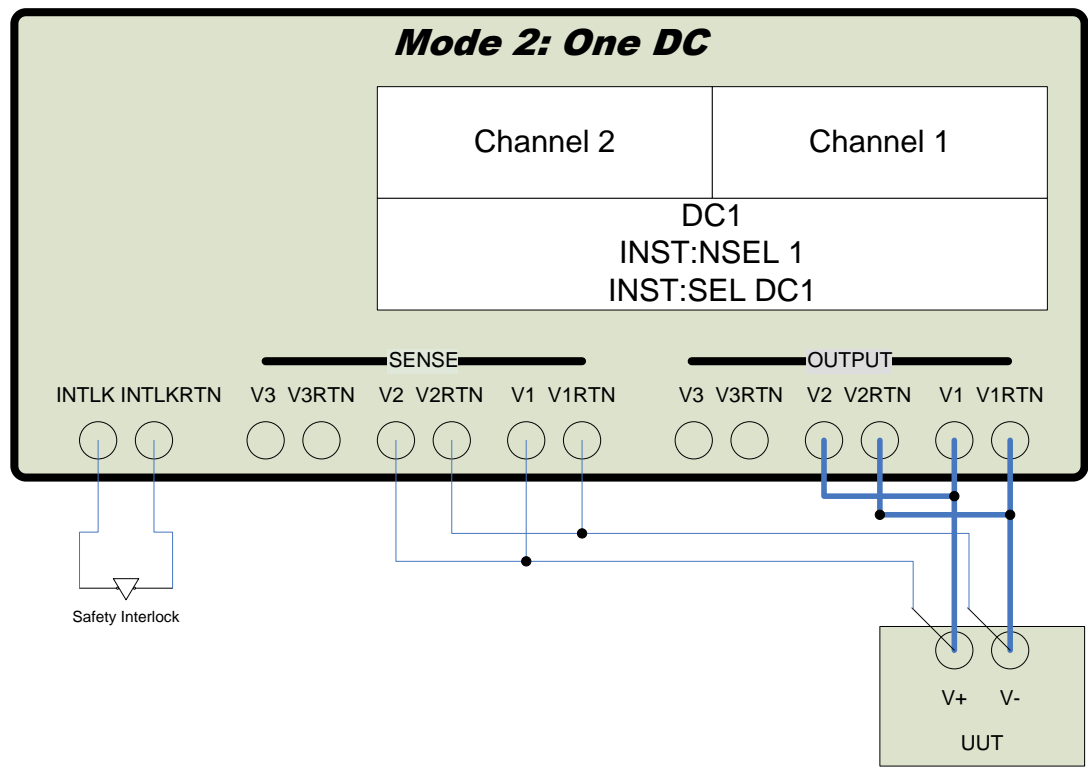 Mode 2: One DC
Channel 2 Channel 1
DC1
INST:NSEL 1
INST:SEL DC1
SENSE OUTPUT
INTLK INTLKRTN V3 V3RTN V2 V2RTN V1 V1RTN V3 V3RTN V2 V2RTN V1 V1RTN
Safety Interlock
V+ V-
UUT